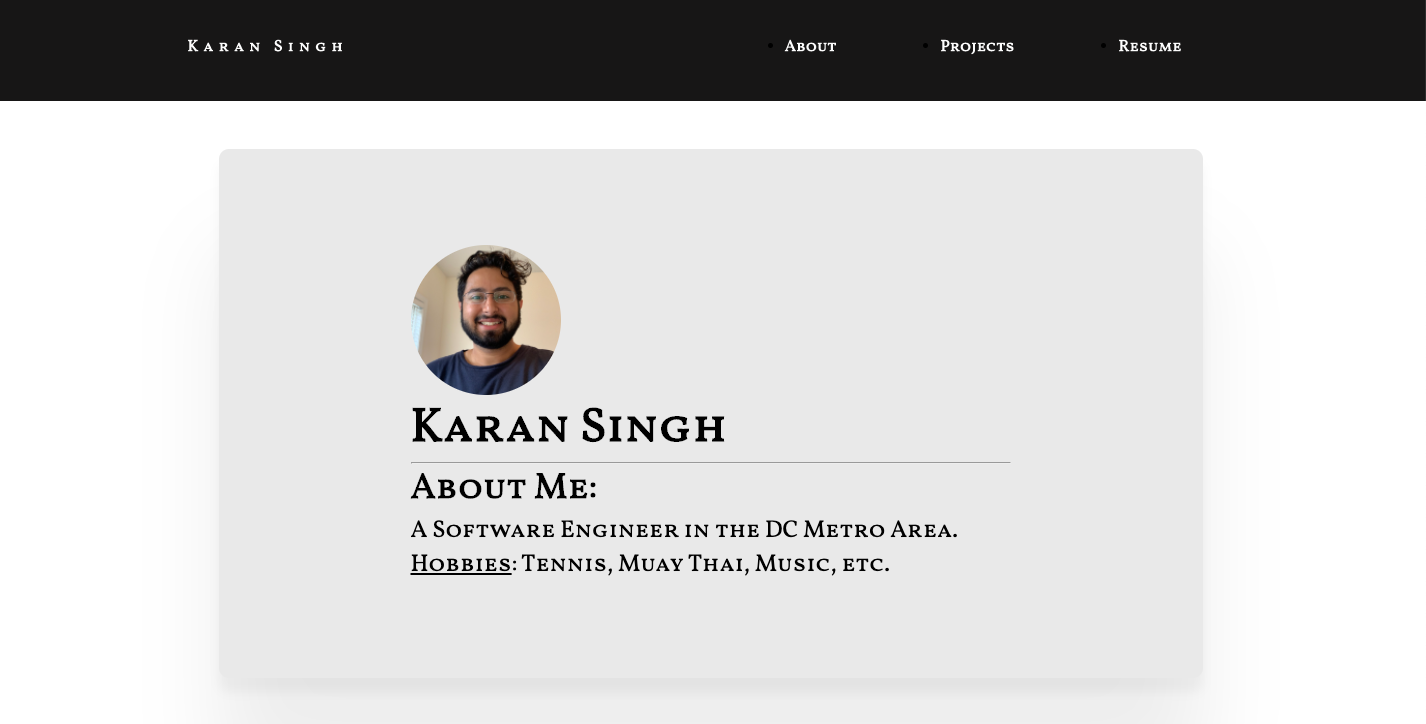 Karan Singh
About Projects Resume
Karan Singh
About Me:
A Software Engineer in the DC Metro Area.
Hobbies: Tennis, Muay Thai, Music, etc.